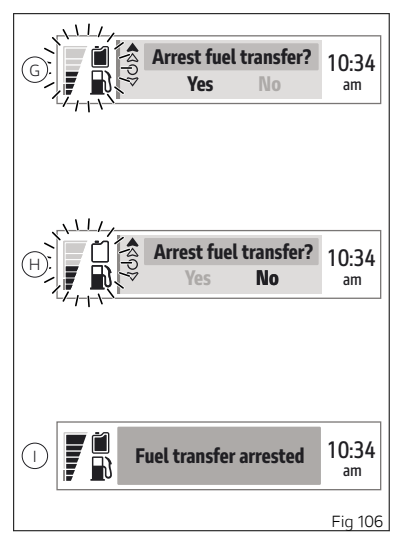 G
Arrest fuel transfer?
Yes No
10:34
am
H
Arrest fuel transfer?
Yes No
10:34
am
I
Fuel transfer arrested
10:34
am
Fig 106